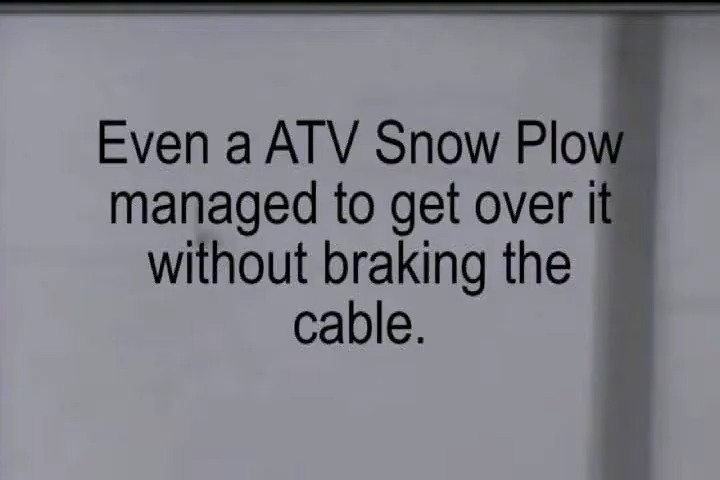 Even a ATV Snow Plow
managed to get over it
without braking the
cable.